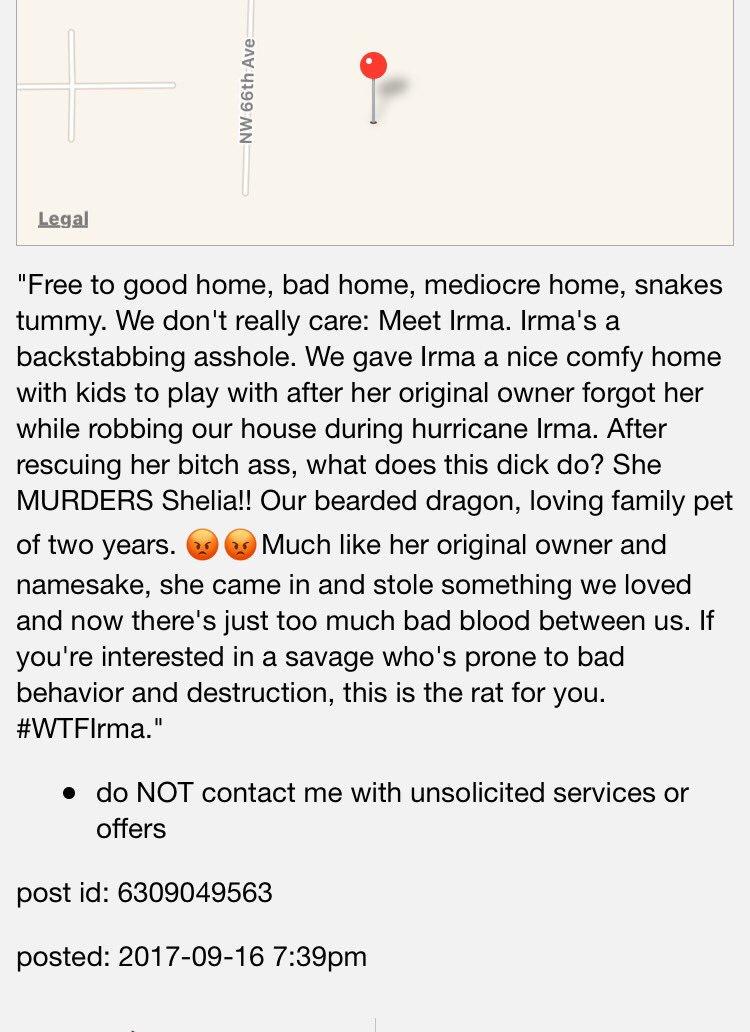 NW 66th Ave
Legal
"Free to good home, bad home, mediocre home, snakes
tummy. We don't really care: Meet Irma. Irma's a
backstabbing asshole. We gave Irma a nice comfy home
with kids to play with after her original owner forgot her
while robbing our house during hurricane Irma. After
rescuing her bitch ass, what does this dick do? She
MURDERS Shelia!! Our bearded dragon, loving family pet
of two years. 😡😡Much like her original owner and
namesake, she came in and stole something we loved
and now there's just too much bad blood between us. If
you're interested in a savage who's prone to bad
behavior and destruction, this is the rat for you.
#WTFIrma."
• do NOT contact me with unsolicited services or
offers
post id: 6309049563
posted: 2017-09-16 7:39pm